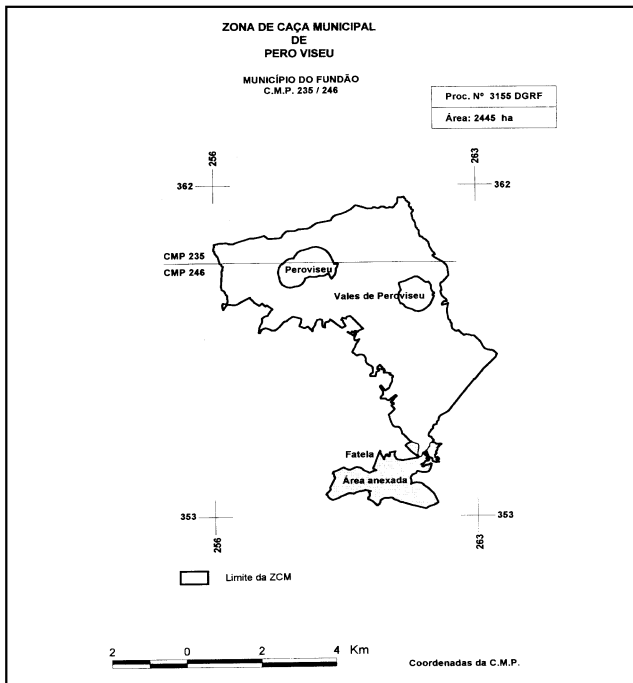 ZONA DE CAÇA MUNICIPAL
DE
PERO VISEU
MUNICÍPIO DO FUNDÃO
C.M.P. 235 / 246
Proc. Nº 3155 DGRF
Área: 2445 ha
256
263
362
362
CMP 235
CMP 246
Peroviseu
Vales de Peroviseu
Fatela
Área anexada
353
353
256
263
Limite da ZCM
2 0 2 4 Km
Coordenadas da C.M.P.